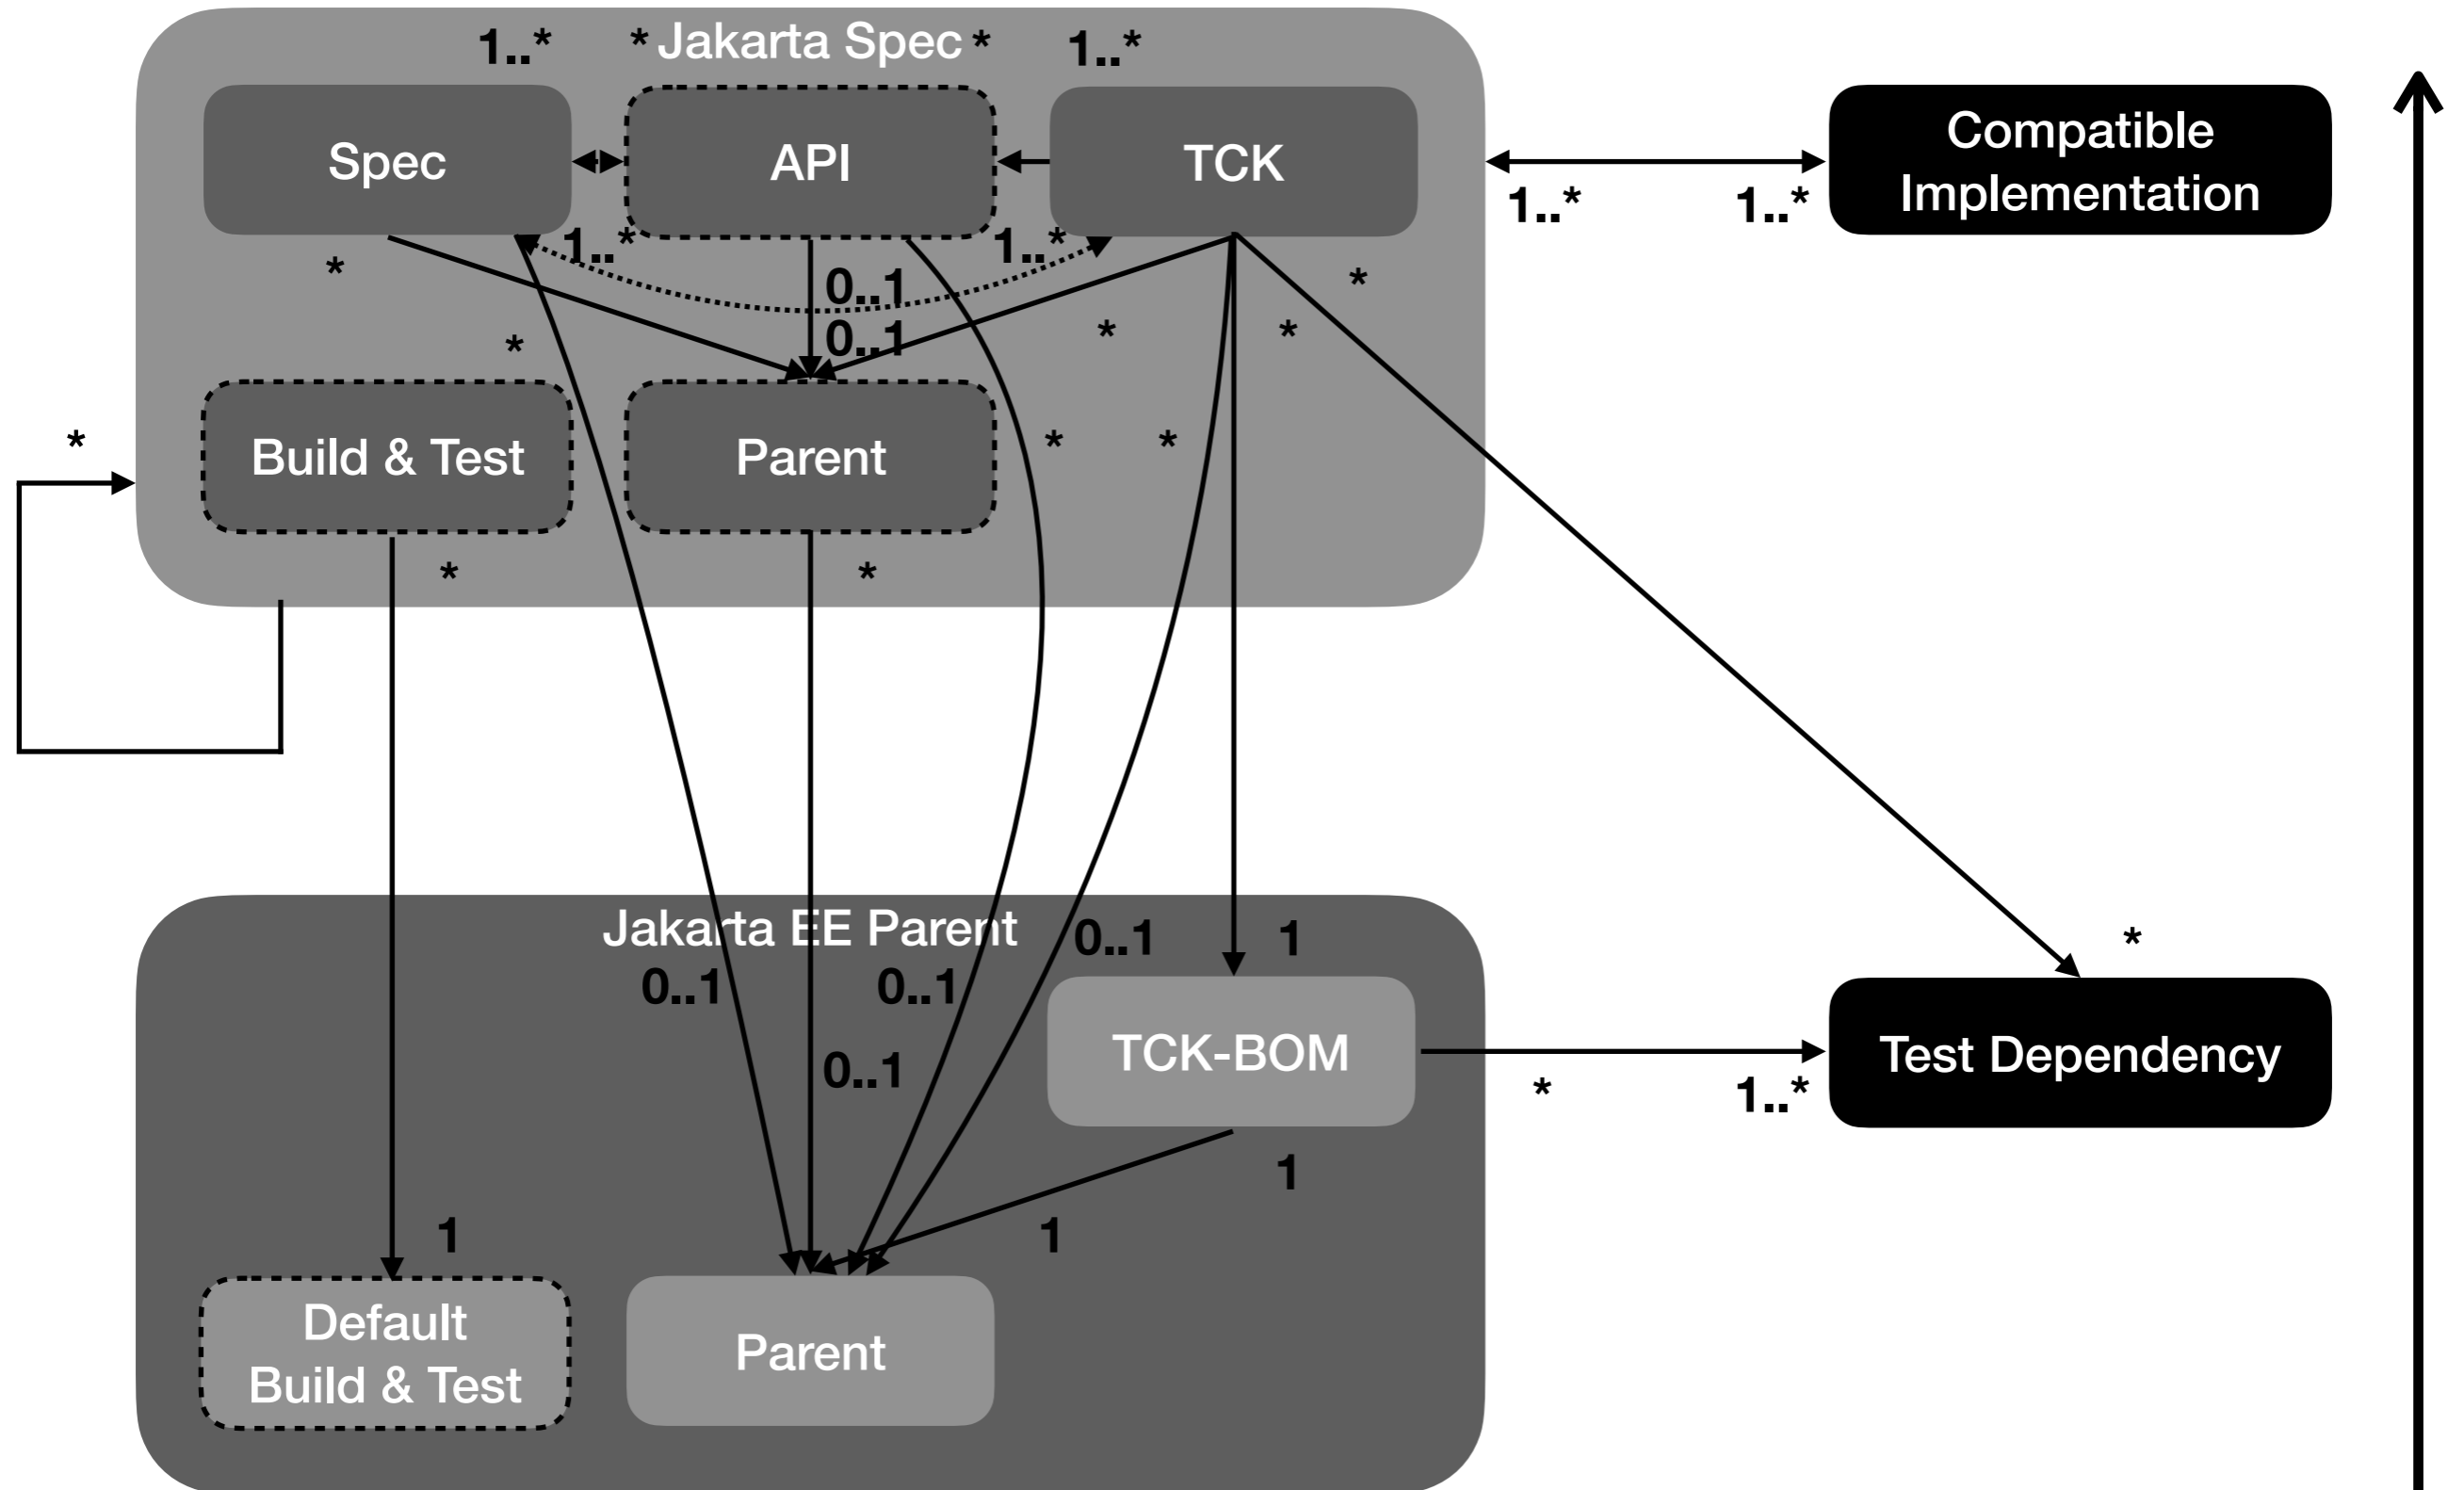 1..*
*
Jakarta Spec
*
1..*
Spec
API
TCK
Compatible
Implementation
1..*
1..*
1..*
1..*
*
0..1
*
0..1
*
*
*
*
Build & Test
Parent
*
*
*
*
Jakarta EE Parent
0..1
1
*
0..1
0..1
TCK-BOM
Test Dependency
0..1
*
1..*
1
1
1
Default
Build & Test
Parent